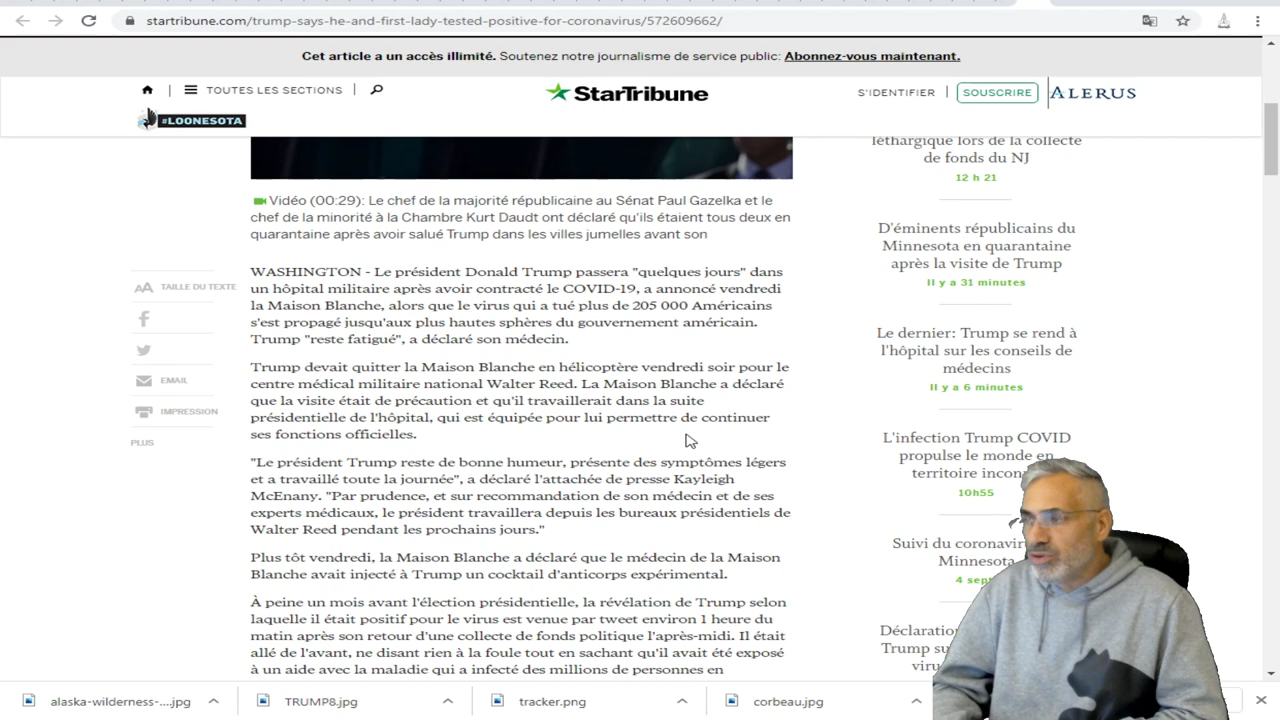 startribune.com/trump-says-he-and-first-lady-tested-positive-for-coronavirus/572609662/
Cet article a un accès illimité. Soutenez notre journalisme de service public: Abonnez-vous maintenant.
TOUTES LES SECTIONS
StarTribune
S'IDENTIFIER
SOUSCRIRE
ALERUS
#LOONESOTA
Vidéo (00:29): Le chef de la majorité républicaine au Sénat Paul Gazelka et le
chef de la minorité à la Chambre Kurt Daudt ont déclaré qu'ils étaient tous deux en
quarantaine après avoir salué Trump dans les villes jumelles avant son
TAILLE DU TEXTE
EMAIL
IMPRESSION
PLUS
WASHINGTON - Le président Donald Trump passera "quelques jours" dans
un hôpital militaire après avoir contracté le COVID-19, a annoncé vendredi
la Maison Blanche, alors que le virus qui a tué plus de 205 000 Américains
s'est propagé jusqu'aux plus hautes sphères du gouvernement américain.
Trump "reste fatigué", a déclaré son médecin.
Trump devait quitter la Maison Blanche en hélicoptère vendredi soir pour le
centre médical militaire national Walter Reed. La Maison Blanche a déclaré
que la visite était de précaution et qu'il travaillerait dans la suite
présidentielle de l'hôpital, qui est équipée pour lui permettre de continuer
ses fonctions officielles.
"Le président Trump reste de bonne humeur, présente des symptômes légers
et a travaillé toute la journée", a déclaré l'attachée de presse Kayleigh
McEnany. "Par prudence, et sur recommandation de son médecin et de ses
experts médicaux, le président travaillera depuis les bureaux présidentiels de
Walter Reed pendant les prochains jours."
Plus tôt vendredi, la Maison Blanche a déclaré que le médecin de la Maison
Blanche avait injecté à Trump un cocktail d'anticorps expérimental.
À peine un mois avant l'élection présidentielle, la révélation de Trump selon
laquelle il était positif pour le virus est venue par tweet environ 1 heure du
matin après son retour d'une collecte de fonds politique l'après-midi. Il était
allé de l'avant, ne disant rien à la foule tout en sachant qu'il avait été exposé
à un aide avec la maladie qui a infecté des millions de personnes en
léthargique lors de la collecte
de fonds du NJ
12 h 21
D'éminents républicains du
Minnesota en quarantaine
après la visite de Trump
Il y a 31 minutes
Le dernier: Trump se rend à
l'hôpital sur les conseils de
médecins
Il y a 6 minutes
L'infection Trump COVID
propulse le monde en
territoire
10h55
Suivi du
Minnesota
4
Trump
alaska-wilderness-....jpg
TRUMP8.jpg
tracker.png
corbeau.jpg